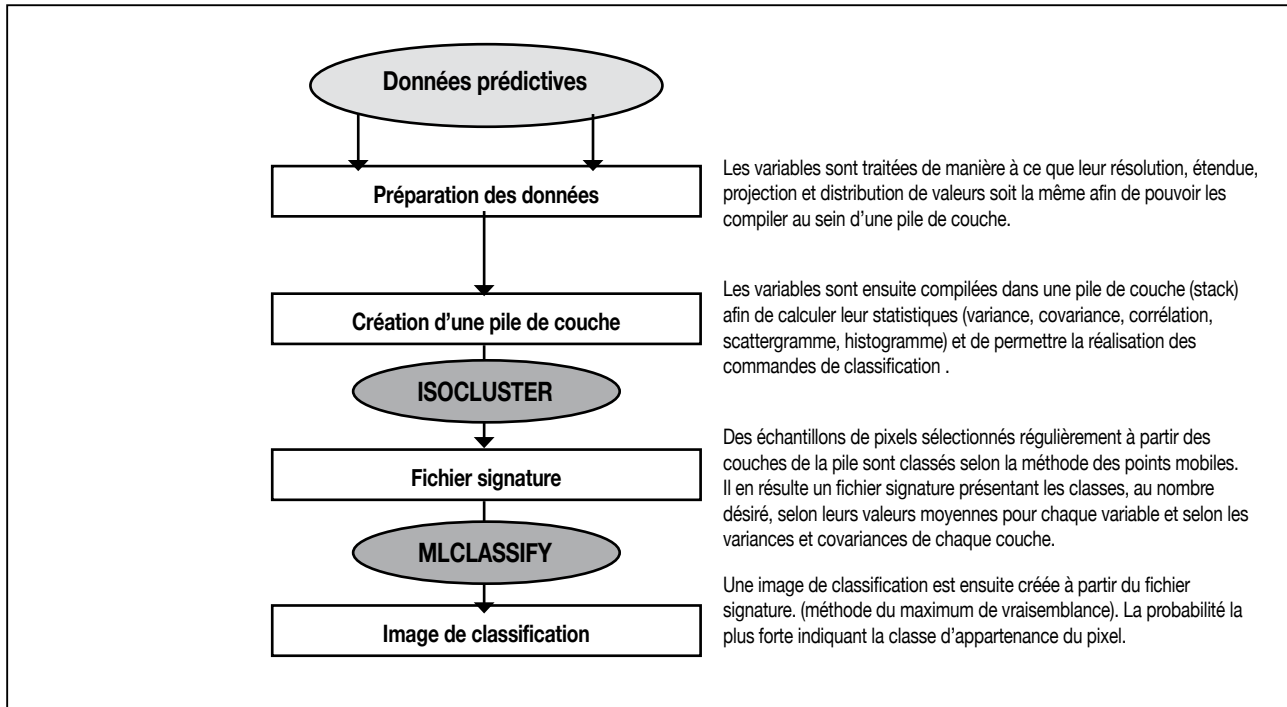 Données prédictives
Préparation des données
Les variables sont traitées de manière à ce que leur résolution, étendue,
projection et distribution de valeurs soit la même afin de pouvoir les
compiler au sein d'une pile de couche.
Création d'une pile de couche
Les variables sont ensuite compilées dans une pile de couche (stack)
afin de calculer leur statistiques (variance, covariance, corrélation,
scattergramme, histogramme) et de permettre la réalisation des
commandes de classification .
ISOCLUSTER
Fichier signature
Des échantillons de pixels sélectionnés régulièrement à partir des
couches de la pile sont classés selon la méthode des points mobiles.
Il en résulte un fichier signature présentant les classes, au nombre
désiré, selon leurs valeurs moyennes pour chaque variable et selon les
variances et covariances de chaque couche.
MLCLASSIFY
Image de classification
Une image de classification est ensuite créée à partir du fichier
signature. (méthode du maximum de vraisemblance). La probabilité la
plus forte indiquant la classe d'appartenance du pixel.